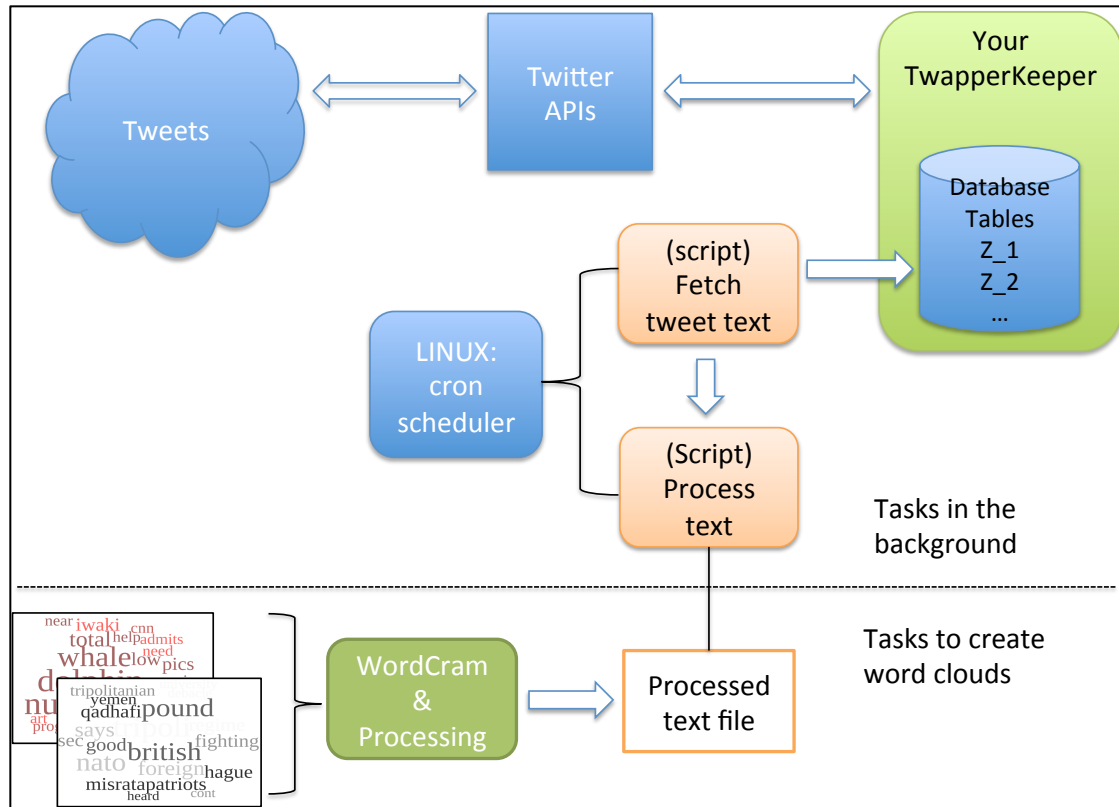 Tweets
Twitter
APIs
Your
TwapperKeeper
Database
Tables
Z_1
Z_2
...
(script)
Fetch
tweet text
LINUX:
cron
scheduler
(Script)
Process
text
Tasks in the
background
Tasks to create
word clouds
near iwaki cnn
total help admits
need
whale low pics
art
tripolitanian
yemen
qadhafi pound
says
sec good british fighting
nato foreign hague
misratapatriots
heard cont
WordCram
&
Processing
Processed
text file